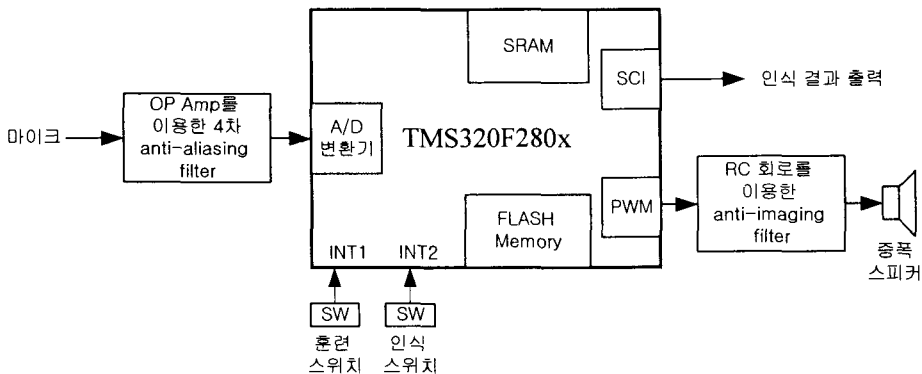 마이크
OP Amp를
이용한 4차
anti-aliasing
filter
A/D
변환기
TMS320F280x
SRAM
SCI
인식 결과 출력
PWM
RC 회로를
이용한
anti-imaging
filter
증폭
스피커
FLASH
Memory
INT1
INT2
SW
SW
훈련
스위치
인식
스위치